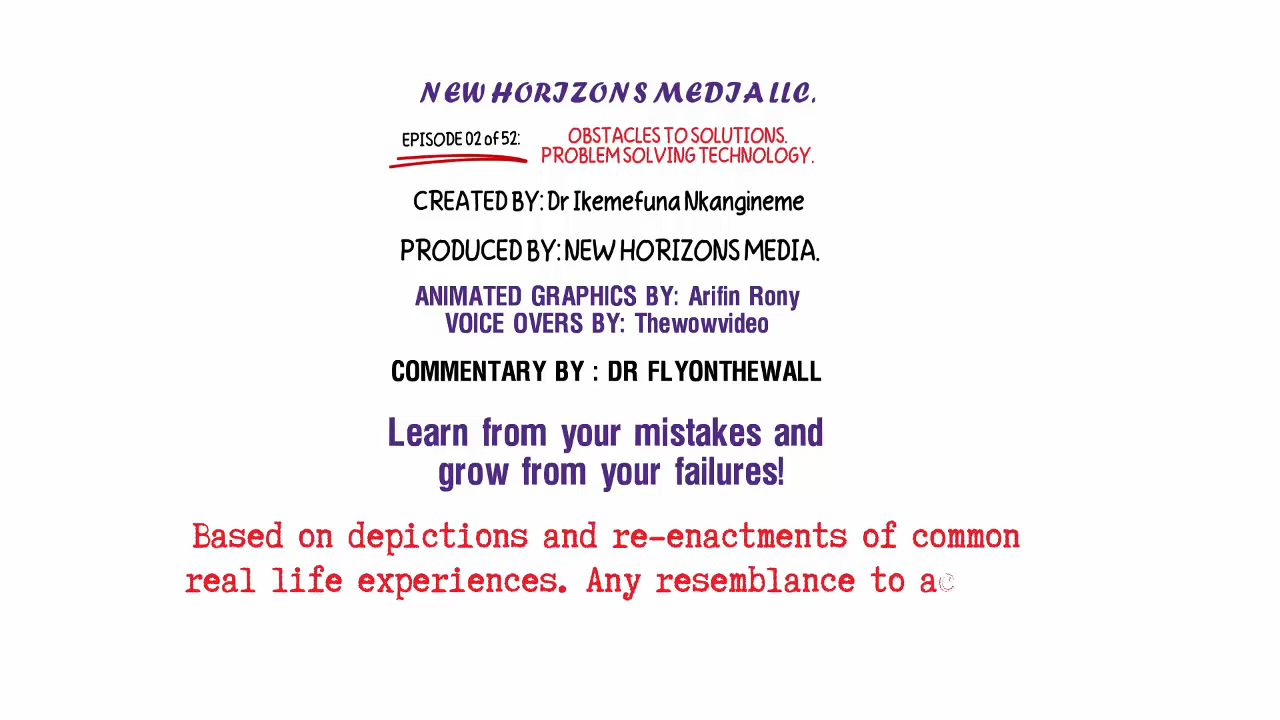 NEW HORIZONS MEDIA LLC.
EPISODE 02 of 52:
OBSTACLES TO SOLUTIONS.
PROBLEM SOLVING TECHNOLOGY.
CREATED BY: Dr Ikemefuna Nkangineme
PRODUCED BY: NEW HORIZONS MEDIA.
ANIMATED GRAPHICS BY: Arifin Rony
VOICE OVERS BY: Thewowvideo
COMMENTARY BY : DR FLYONTHEWALL
Learn from your mistakes and
grow from your failures!
Based on depictions and re-enactments of common
real life experiences. Any resemblance to ac